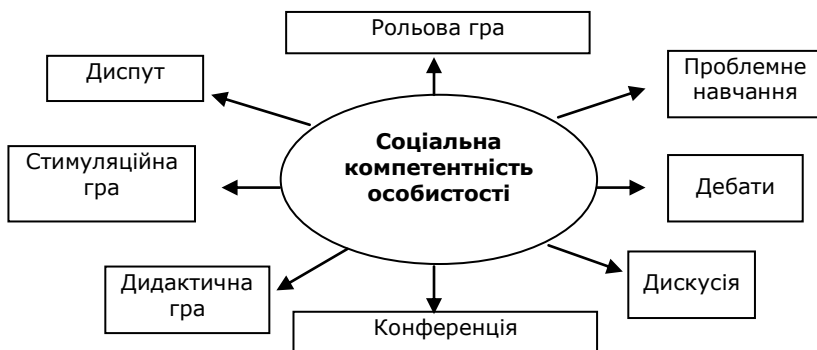 Рольова гра
Диспут
Проблемне
навчання
Соціальна
компетентність
особистості
Стимуляційна
гра
Дебати
Дидактична
гра
Дискусія
Конференція